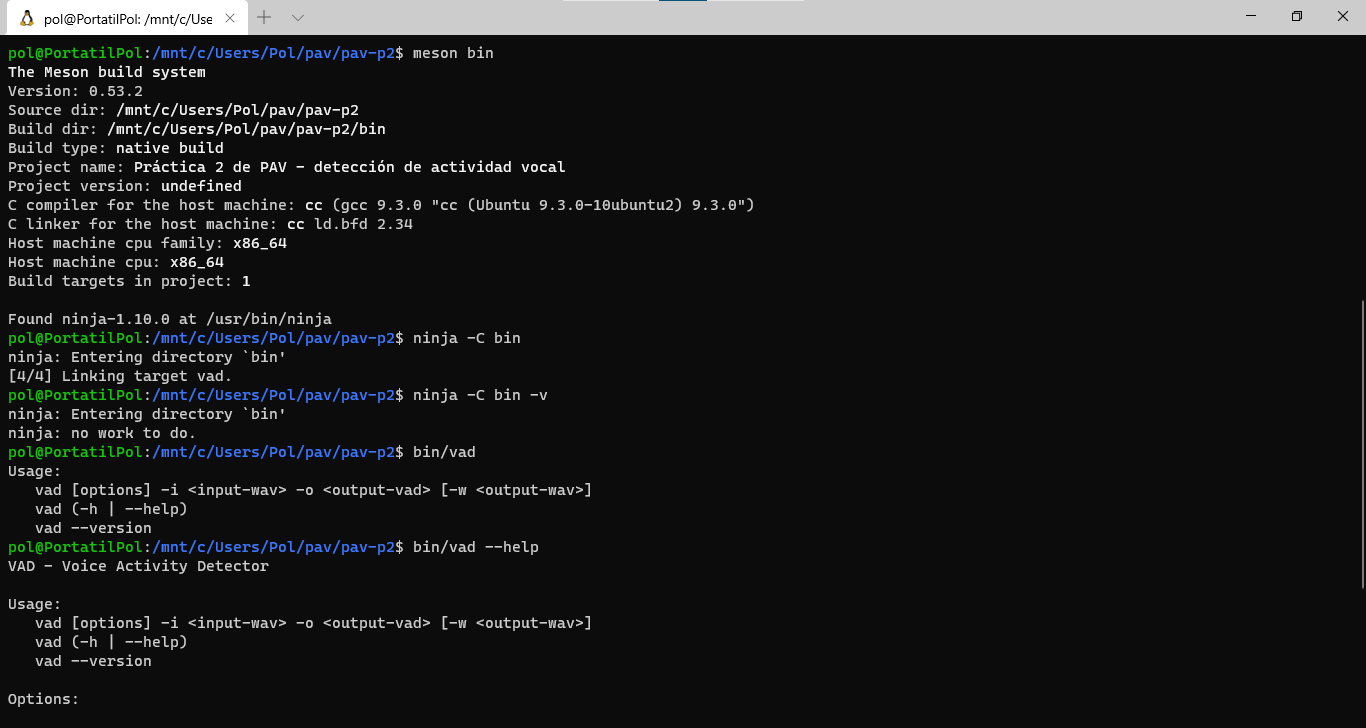 pol@PortatilPol: /mnt/c/Use
pol@PortatilPol:/mnt/c/Users/Pol/pav/pav-p2$ meson bin
The Meson build system
Version: 0.53.2
Source dir: /mnt/c/Users/Pol/pav/pav-p2
Build dir: /mnt/c/Users/Pol/pav/pav-p2/bin
Build type: native build
Project name: Práctica 2 de PAV - detección de actividad vocal
Project version: undefined
C compiler for the host machine: cc (gcc 9.3.0 "cc (Ubuntu 9.3.0-10ubuntu2) 9.3.0")
C linker for the host machine: cc ld.bfd 2.34
Host machine cpu family: x86_64
Host machine cpu: x86_64
Build targets in project: 1
Found ninja-1.10.0 at /usr/bin/ninja
pol@PortatilPol:/mnt/c/Users/Pol/pav/pav-p2$ ninja -C bin
ninja: Entering directory `bin'
[4/4] Linking target vad.
pol@PortatilPol:/mnt/c/Users/Pol/pav/pav-p2$ ninja -C bin -v
ninja: Entering directory `bin'
ninja: no work to do.
pol@PortatilPol:/mnt/c/Users/Pol/pav/pav-p2$ bin/vad
Usage:
   vad [options] -i <input-wav> -o <output-vad> [-w <output-wav>]
   vad (-h | --help)
   vad --version
pol@PortatilPol:/mnt/c/Users/Pol/pav/pav-p2$ bin/vad --help
VAD - Voice Activity Detector
Usage:
   vad [options] -i <input-wav> -o <output-vad> [-w <output-wav>]
   vad (-h | --help)
   vad --version
Options: